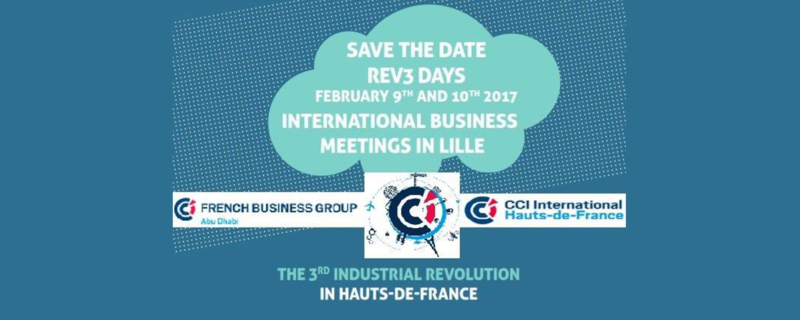 SAVE THE DATE
REV3 DAYS
FEBRUARY 9TH AND 10TH 2017
INTERNATIONAL BUSINESS
MEETINGS IN LILLE
FRENCH BUSINESS GROUP
Abu Dhabi
CCI International
Hauts-de-France
THE 3RD INDUSTRIAL REVOLUTION
IN HAUTS-DE-FRANCE